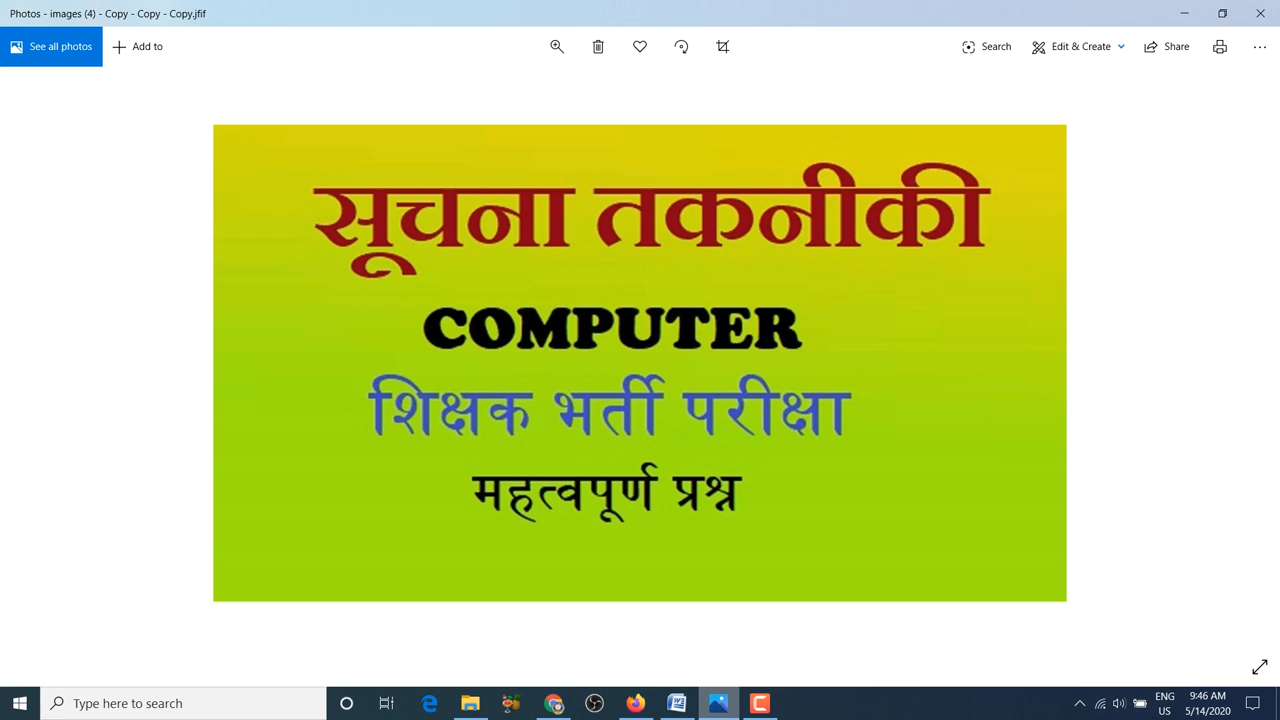 Photos - images (4) - Copy - Copy - Copy.jfif
See all photos
Add to
Search
Edit & Create
Share
सूचना तकनीकी
COMPUTER
शिक्षक भर्ती परीक्षा
महत्वपूर्ण प्रश्न
Type here to search
ENG
US
9:46 AM
5/14/2020